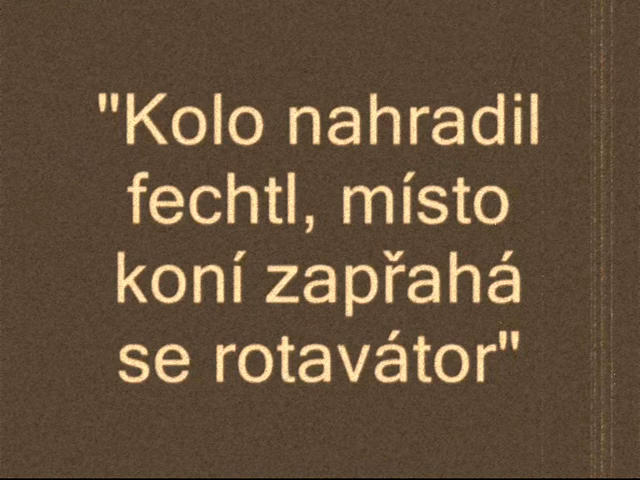 "Kolo nahradil
fechtl, místo
koní zapřahá
se rotavátor"